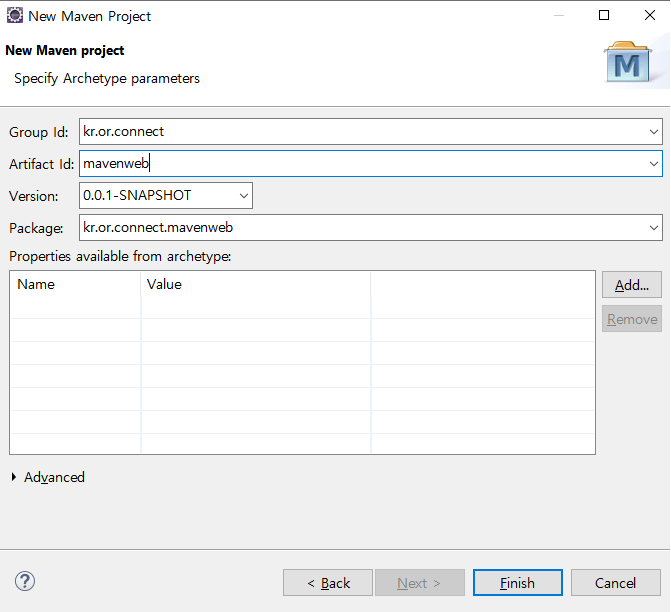 New Maven Project
New Maven project
Specify Archetype parameters
M
Group Id: kr.or.connect
Artifact Id: mavenweb
Version: 0.0.1-SNAPSHOT
Package: kr.or.connect.mavenweb
Properties available from archetype:
Name Value
Add...
Remove
Advanced
? < Back Next > Finish Cancel